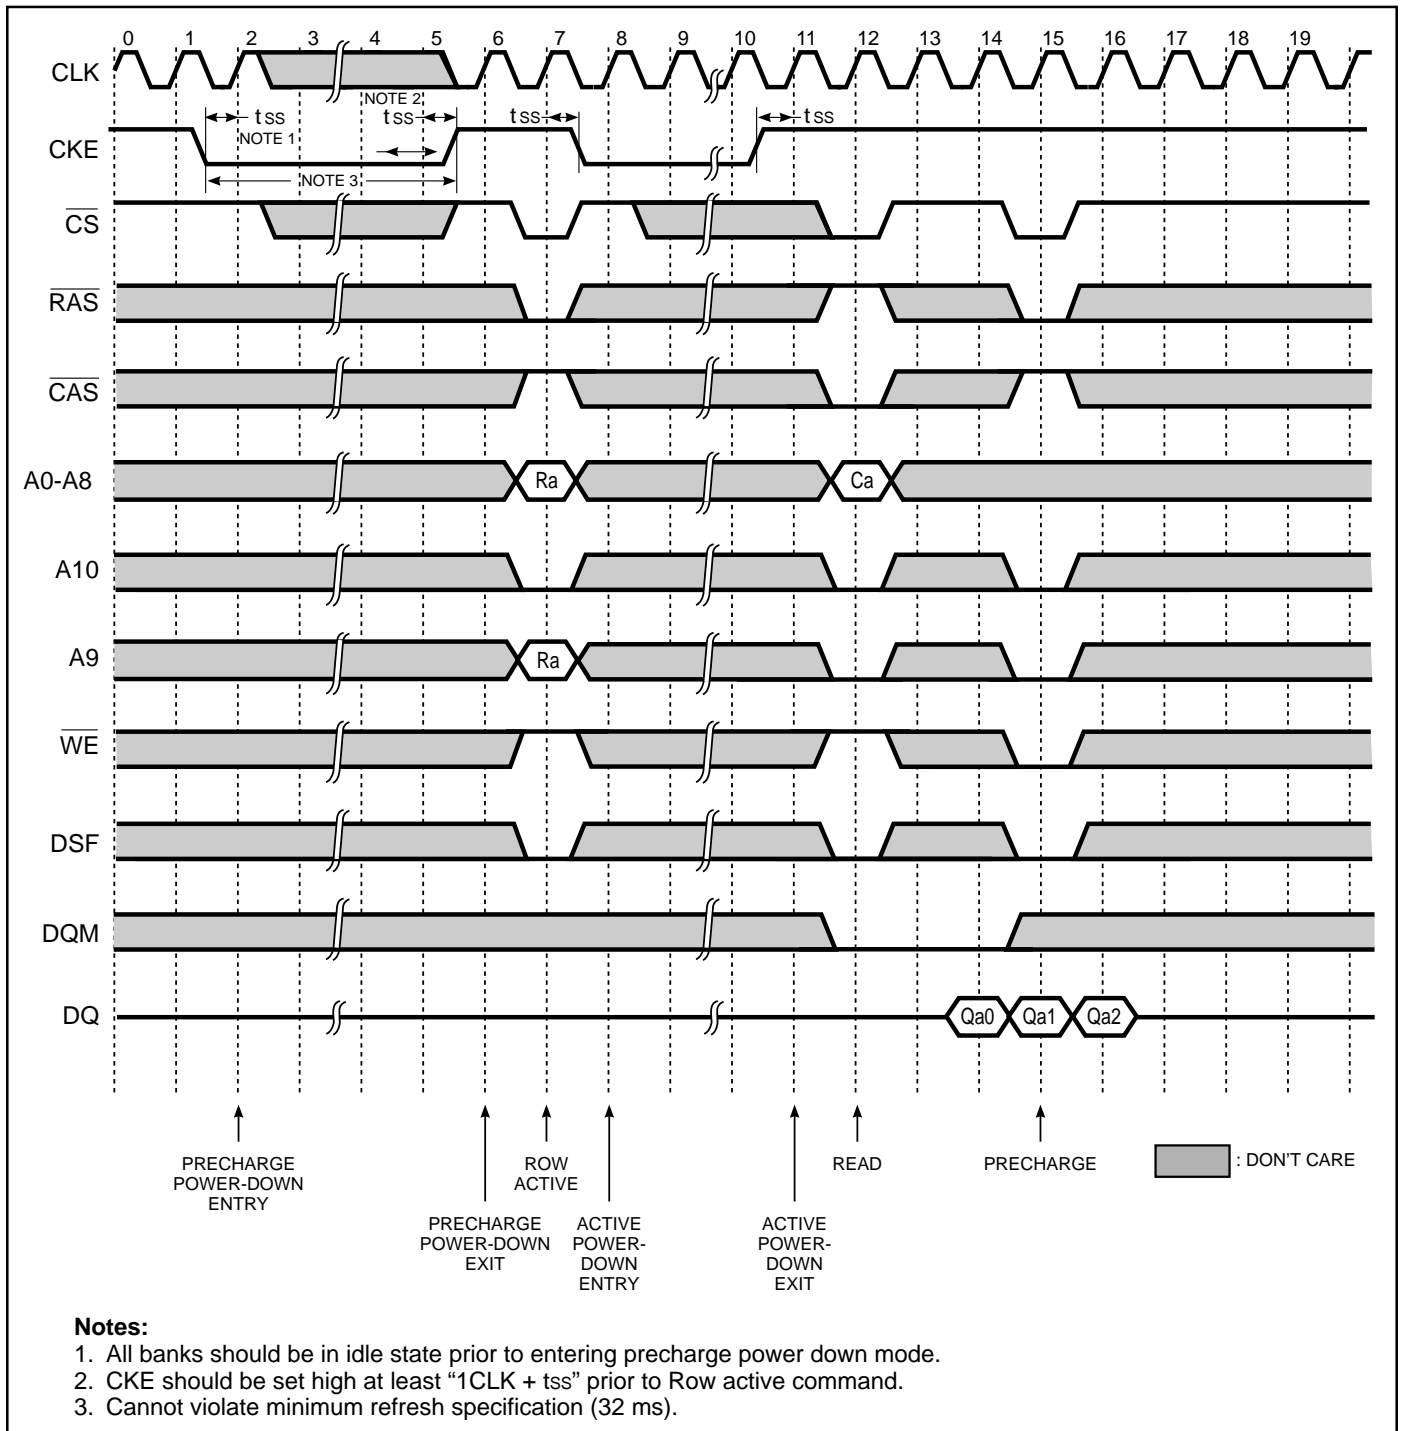 0 1 2 3 4 5 6 7 8 9 10 11 12 13 14 15 16 17 18 19
CLK
NOTE 2
tss tss tss tss
NOTE 1
CKE
NOTE 3
CS
RAS
CAS
A0-A8 Ra Ca
A10
A9 Ra
WE
DSF
DQM
DQ Qa0 Qa1 Qa2
PRECHARGE
POWER-DOWN
ENTRY
PRECHARGE
POWER-DOWN
EXIT
ROW
ACTIVE
ACTIVE
POWER-
DOWN
ENTRY
ACTIVE
POWER-
DOWN
EXIT
READ
PRECHARGE
: DON'T CARE
Notes:
1. All banks should be in idle state prior to entering precharge power down mode.
2. CKE should be set high at least “1CLK + tss” prior to Row active command.
3. Cannot violate minimum refresh specification (32 ms).